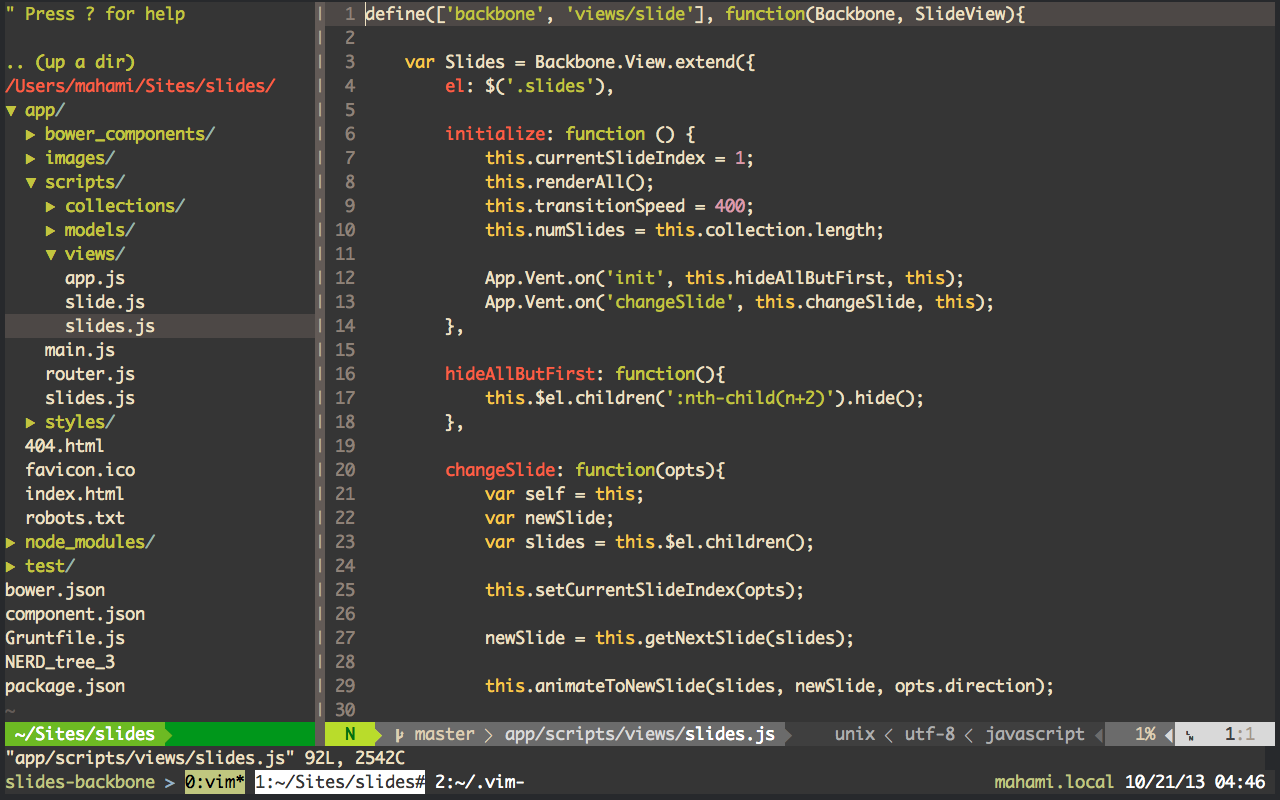 " Press ? for help
.. (up a dir)
/Users/mahami/Sites/slides/
▼ app/
▶ bower_components/
▶ images/
▼ scripts/
▶ collections/
▶ models/
▼ views/
app.js
slide.js
slides.js
main.js
router.js
slides.js
▶ styles/
404.html
favicon.ico
index.html
robots.txt
▶ node_modules/
▶ test/
bower.json
component.json
Gruntfile.js
NERD_tree_3
package.json
~
~/Sites/slides
1 define(['backbone', 'views/slide'], function(Backbone, SlideView){
2
3 var Slides = Backbone.View.extend({
4 el: $('.slides'),
5
6 initialize: function () {
7 this.currentSlideIndex = 1;
8 this.renderAll();
9 this.transitionSpeed = 400;
10 this.numSlides = this.collection.length;
11
12 App.Vent.on('init', this.hideAllButFirst, this);
13 App.Vent.on('changeSlide', this.changeSlide, this);
14 },
15
16 hideAllButFirst: function(){
17 this.$el.children(':nth-child(n+2)').hide();
18 },
19
20 changeSlide: function(opts){
21 var self = this;
22 var newSlide;
23 var slides = this.$el.children();
24
25 this.setCurrentSlideIndex(opts);
26
27 newSlide = this.getNextSlide(slides);
28
29 this.animateToNewSlide(slides, newSlide, opts.direction);
30
N master app/scripts/views/slides.js unix utf-8 javascript 1% 1:1
"app/scripts/views/slides.js" 92L, 2542C
slides-backbone > 0:vim* 1:~/Sites/slides# 2:~/.vim- mahami.local 10/21/13 04:46